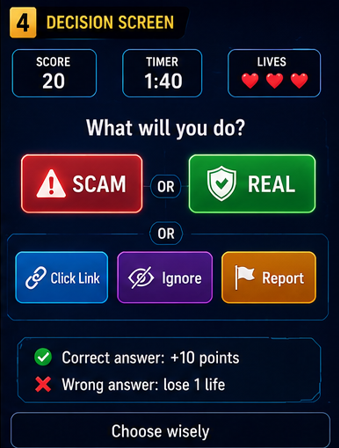 4 DECISION SCREEN
SCORE TIMER LIVES
20 1:40
What will you do?
SCAM OR REAL
OR
Click Link Ignore Report
Correct answer: +10 points
Wrong answer: lose 1 life
Choose wisely